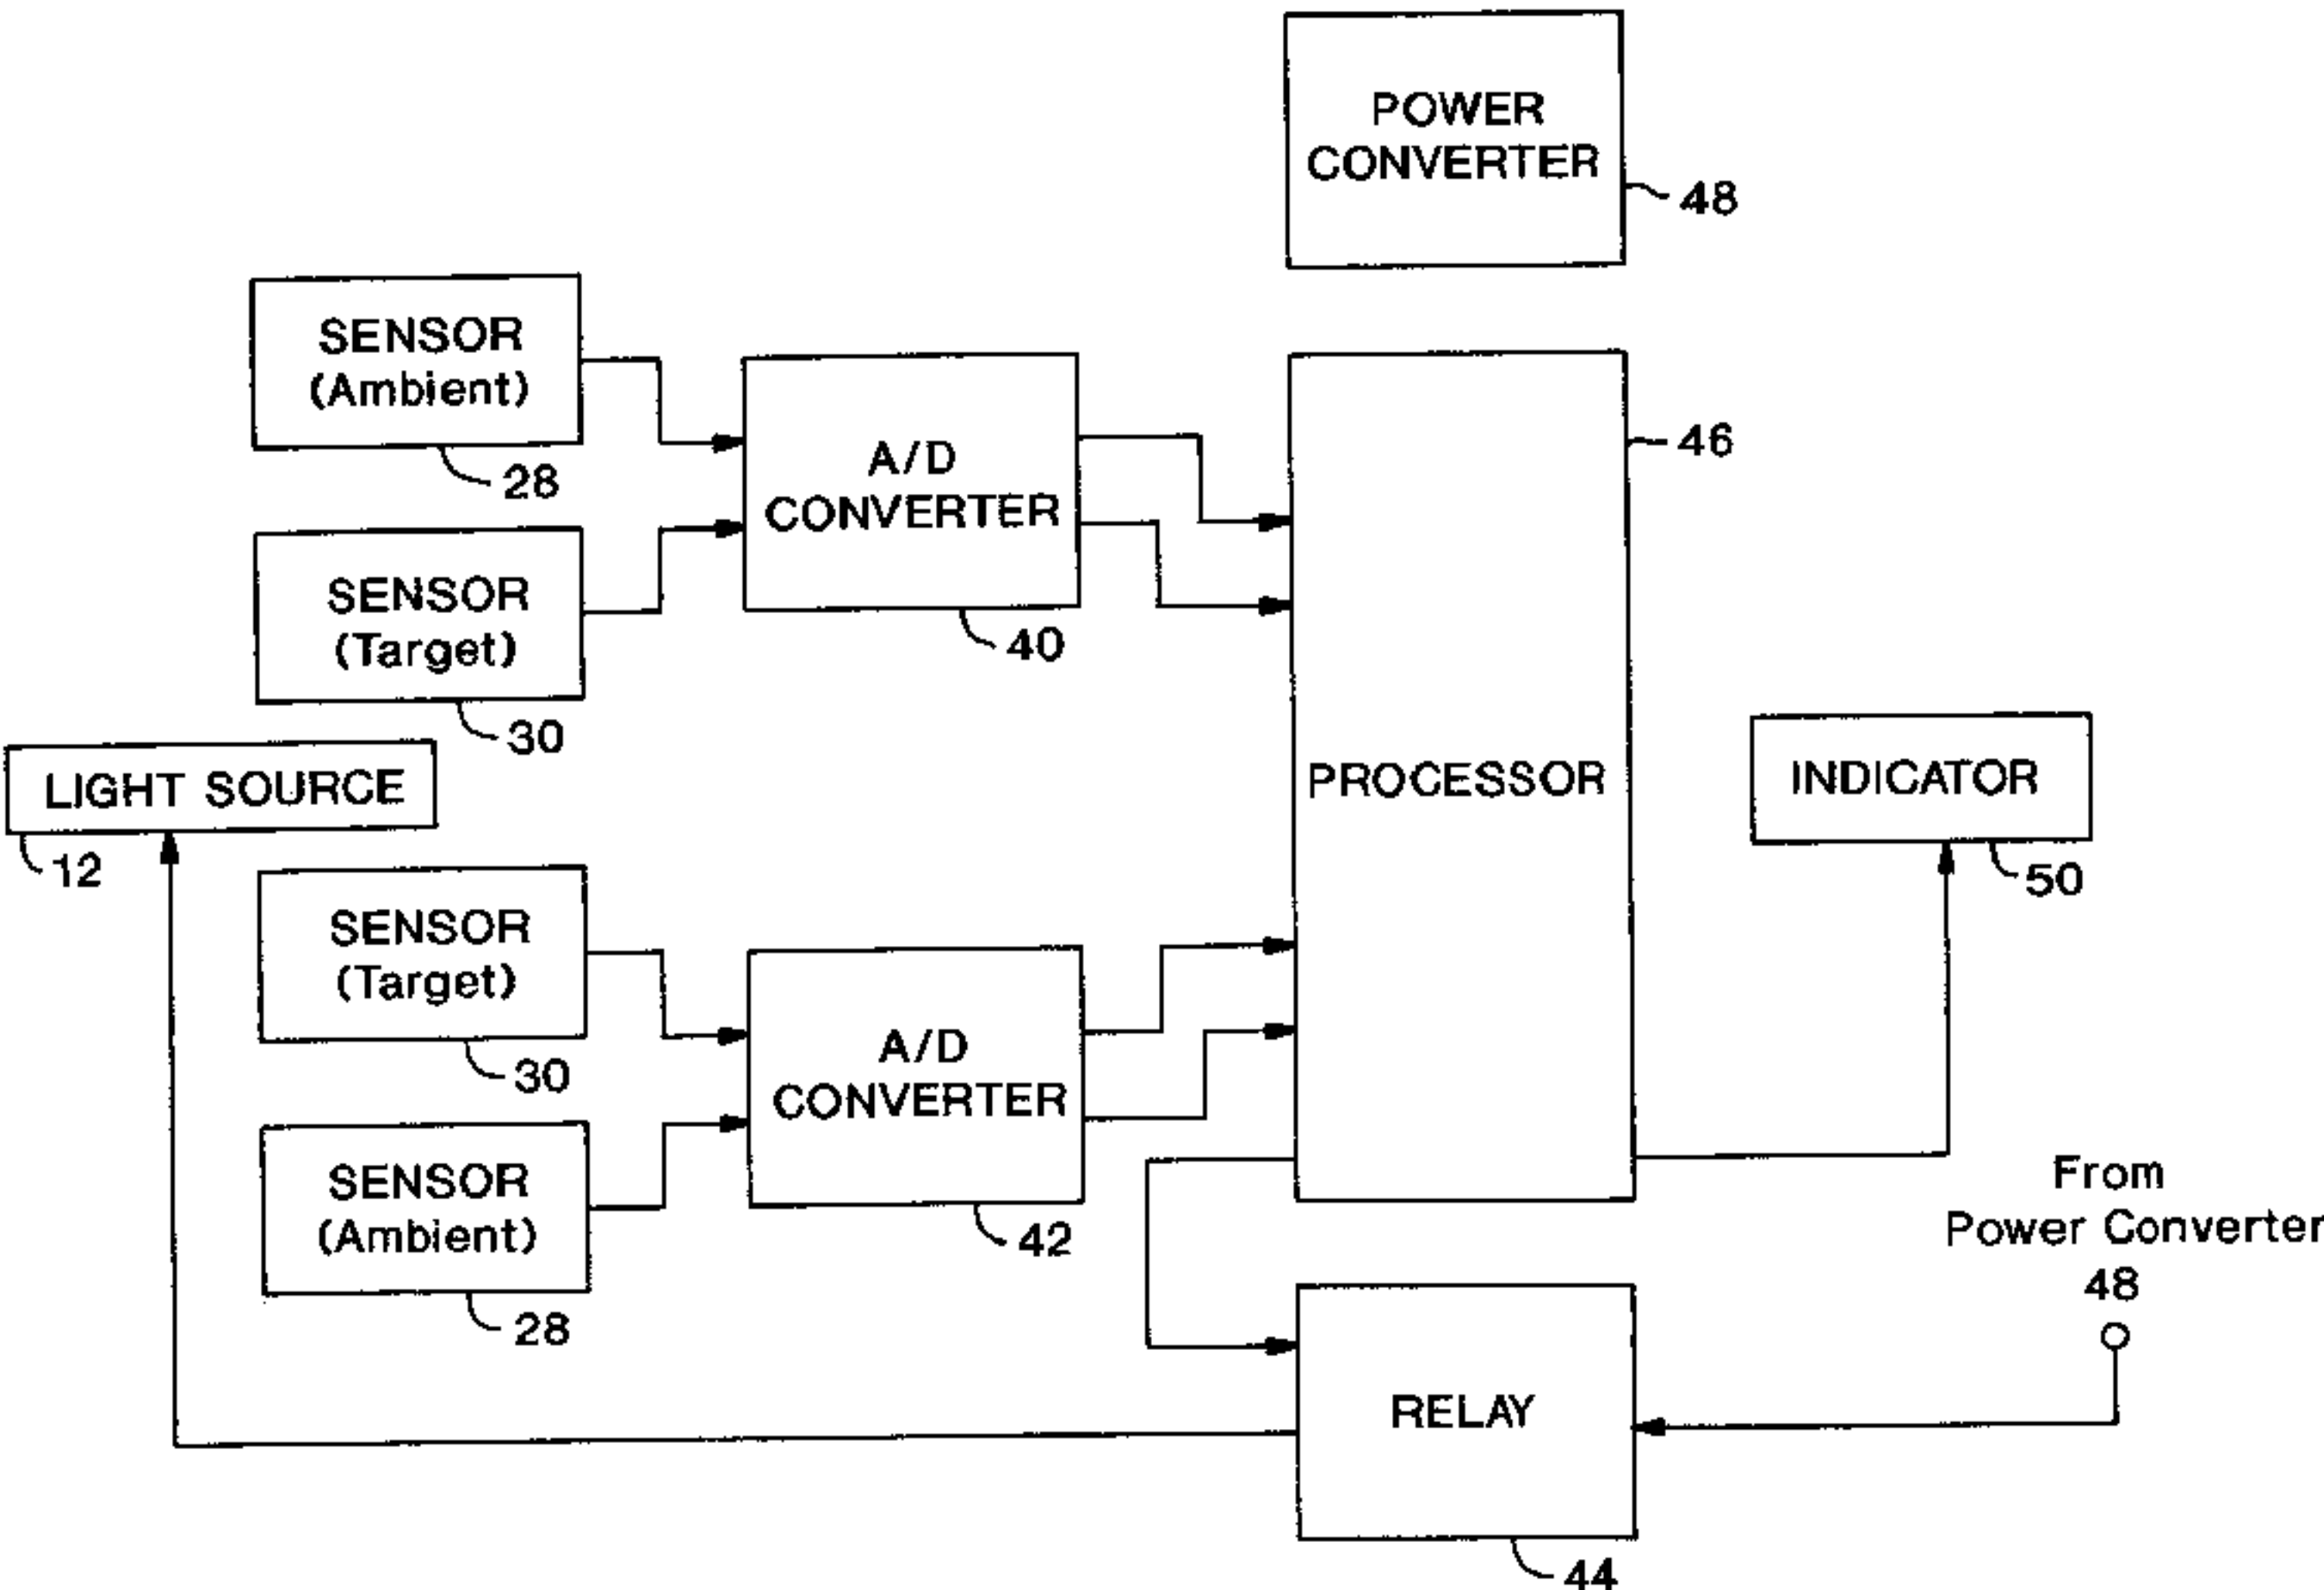 POWER
CONVERTER
48
SENSOR
(Ambient)
28
A/D
CONVERTER
40
46
SENSOR
(Target)
30
LIGHT SOURCE
12
PROCESSOR
INDICATOR
50
SENSOR
(Target)
30
A/D
CONVERTER
42
SENSOR
(Ambient)
28
From
Power Converter
48
RELAY
44